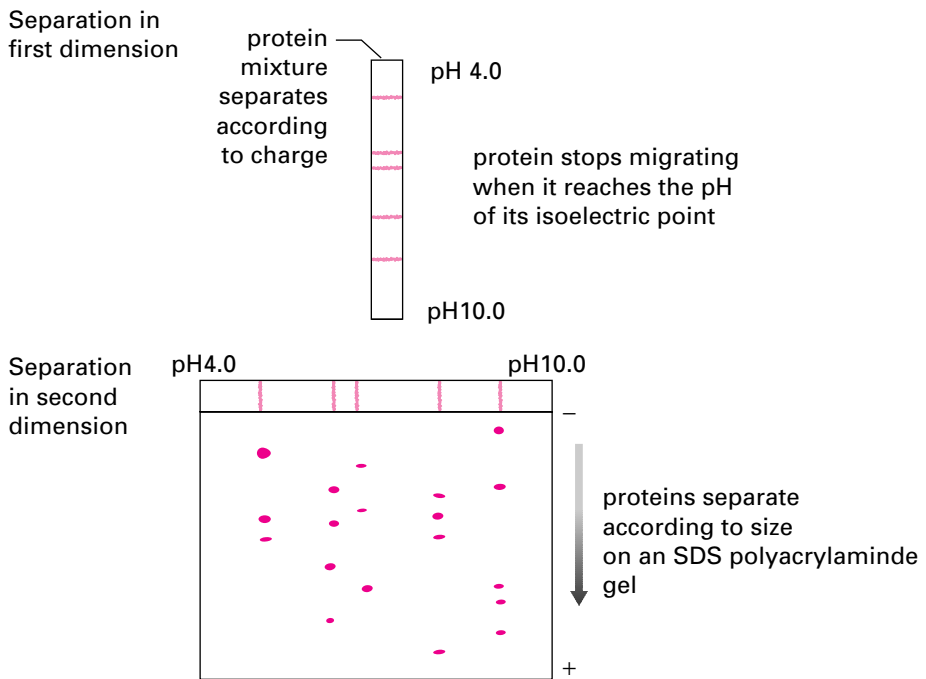 Separation in
first dimension
protein
mixture
separates
according
to charge
pH 4.0
protein stops migrating
when it reaches the pH
of its isoelectric point
pH10.0
Separation
in second
dimension
pH4.0
pH10.0
–
proteins separate
according to size
on an SDS polyacrylaminde
gel
+